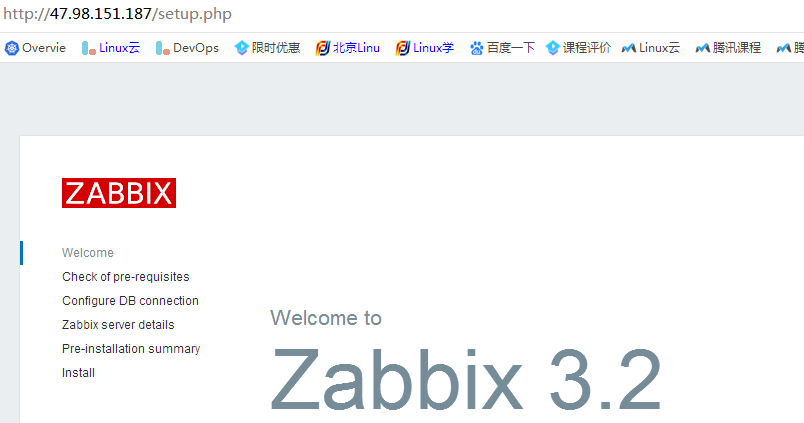 http://47.98.151.187/setup.php
Overvie Linux云 DevOps 限时优惠 北京Linu Linux学 百度一下 课程评价 Linux云 腾讯课程 腾
ZABBIX
Welcome
Check of pre-requisites
Configure DB connection
Zabbix server details
Pre-installation summary
Install
Welcome to
Zabbix 3.2